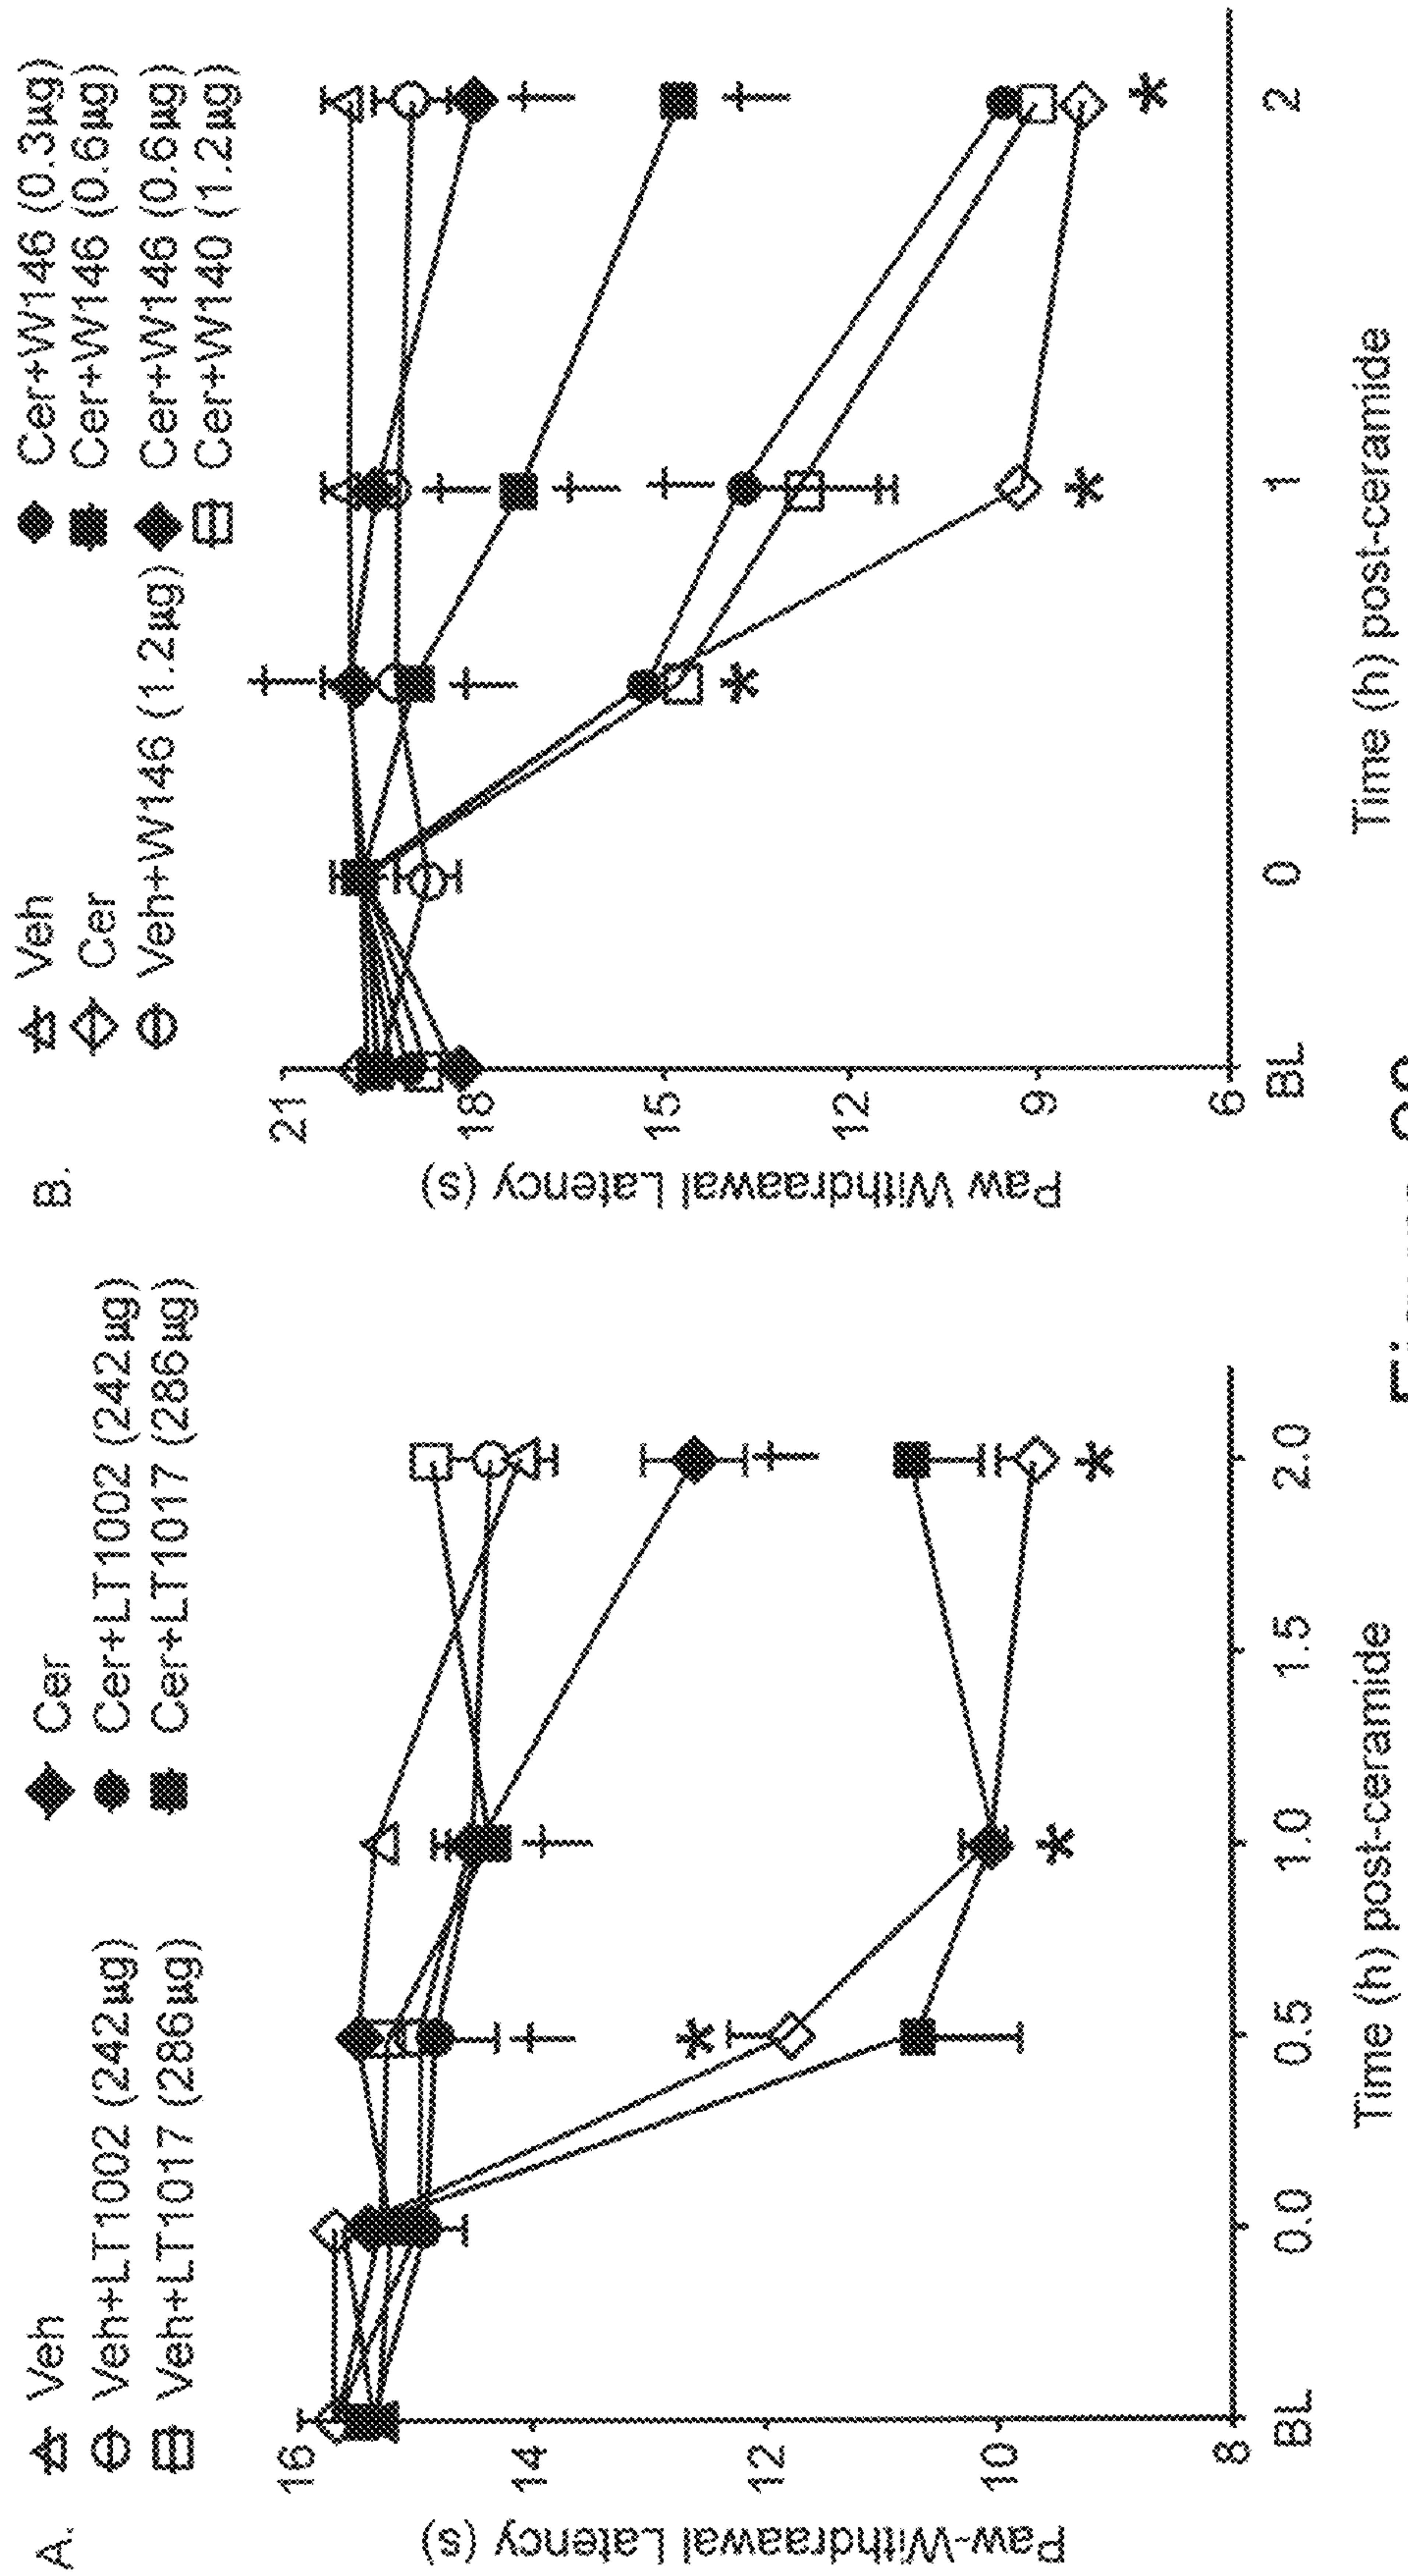 A.
Veh
Veh+LT1002 (242µg)
Veh+LT1017 (286µg)
Cer
Cer+LT1002 (242µg)
Cer+LT1017 (286µg)
Paw-Withdraawal Latency (s)
16
14
12
10
8
BL
0.0
0.5
1.0
1.5
2.0
*
*
*
†
†
†
Time (h) post-ceramide
B.
Veh
Cer
Veh+W146 (1.2µg)
Cer+W146 (0.3µg)
Cer+W146 (0.6µg)
Cer+W146 (0.6µg)
Cer+W140 (1.2µg)
Paw Withdraawal Latency (s)
21
18
15
12
9
6
BL
0
1
2
†
†
†
†
†
†
†
*
*
*
Time (h) post-ceramide